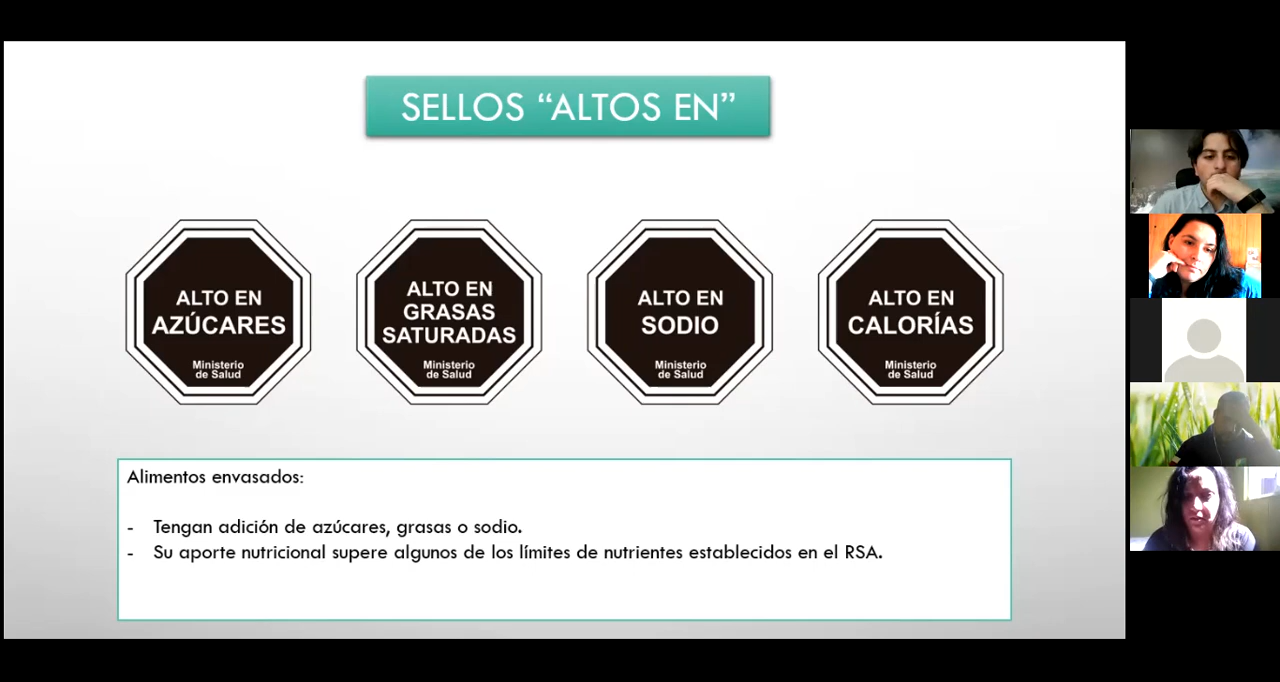 SELLOS “ALTOS EN”
ALTO EN
AZÚCARES
Ministerio
de Salud
ALTO EN
GRASAS
SATURADAS
Ministerio
de Salud
ALTO EN
SODIO
Ministerio
de Salud
ALTO EN
CALORÍAS
Ministerio
de Salud
Alimentos envasados:
- Tengan adición de azúcares, grasas o sodio.
- Su aporte nutricional supere algunos de los límites de nutrientes establecidos en el RSA.